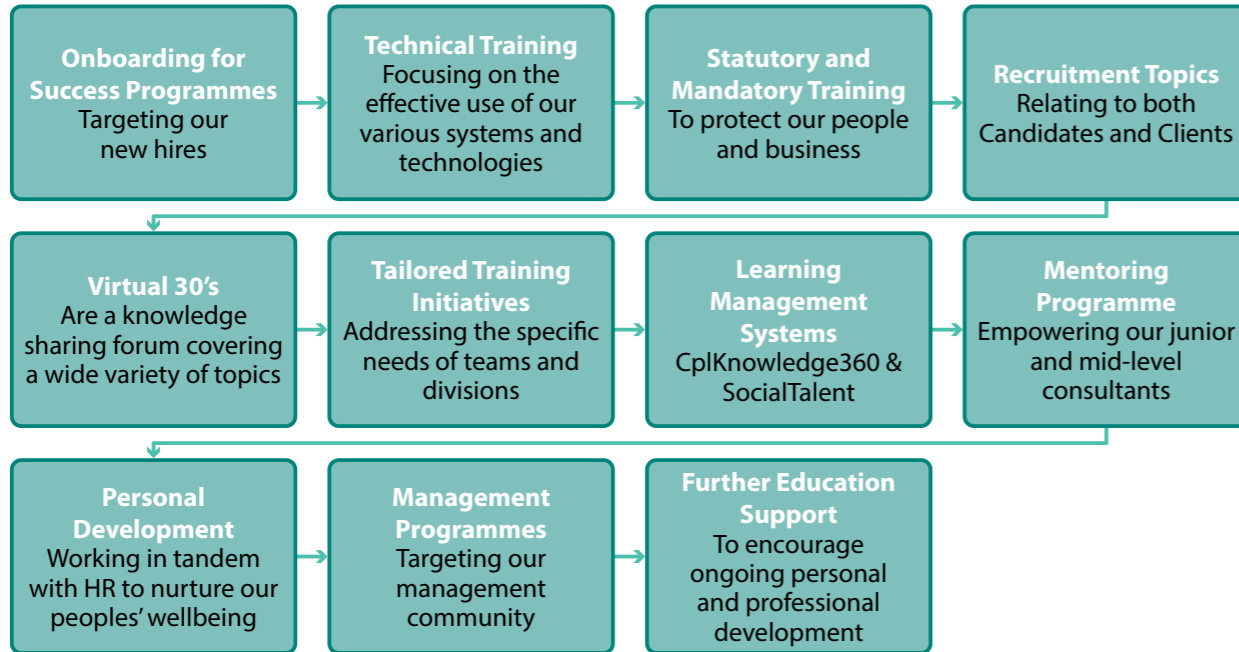 Onboarding for
Success Programmes
Targeting our
new hires
Technical Training
Focusing on the
effective use of our
various systems and
technologies
Statutory and
Mandatory Training
To protect our people
and business
Recruitment Topics
Relating to both
Candidates and Clients
Virtual 30's
Are a knowledge
sharing forum covering
a wide variety of topics
Tailored Training
Initiatives
Addressing the specific
needs of teams and
divisions
Learning
Management
Systems
CplKnowledge360 &
SocialTalent
Mentoring
Programme
Empowering our junior
and mid-level
consultants
Personal
Development
Working in tandem
with HR to nurture our
peoples’ wellbeing
Management
Programmes
Targeting our
management
community
Further Education
Support
To encourage
ongoing personal
and professional
development